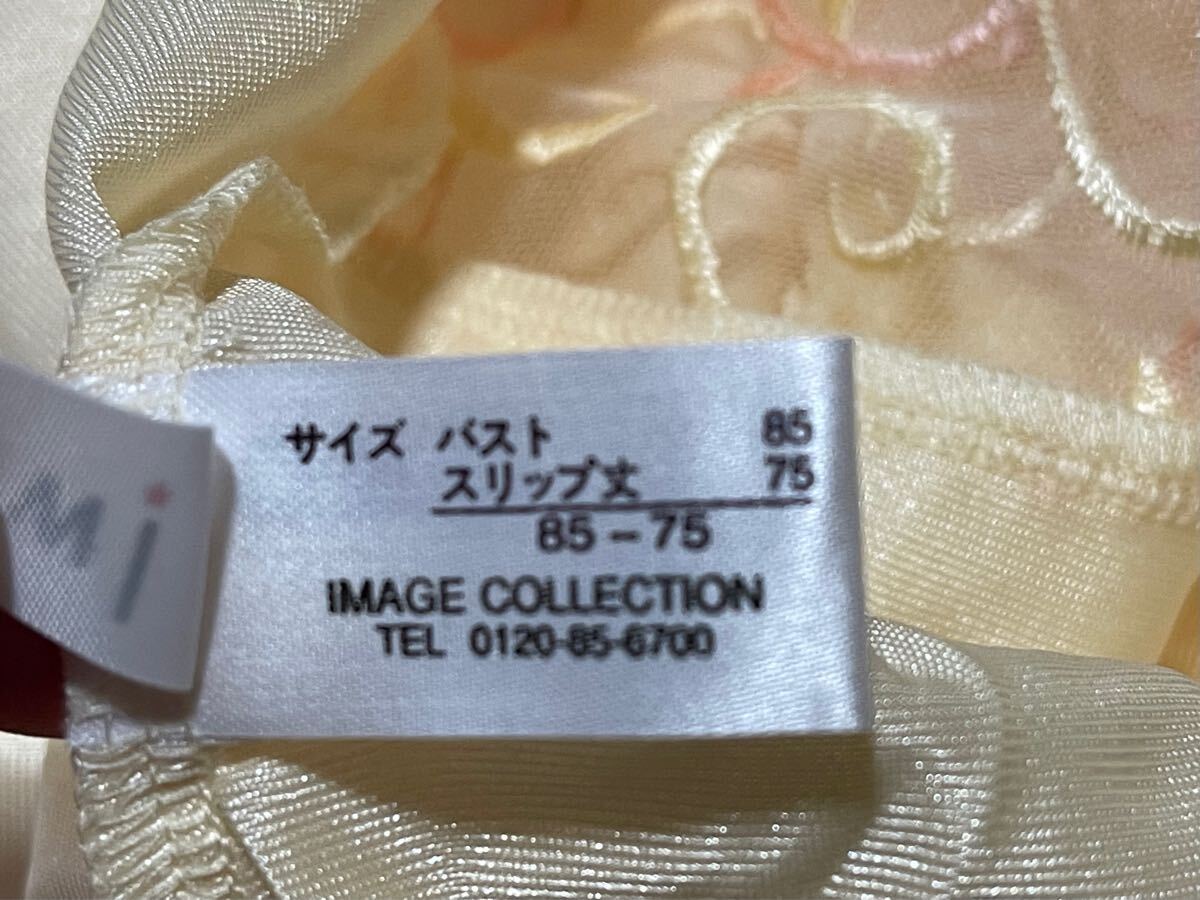 サイズ バスト 85
スリップ丈 75
85-75
IMAGE COLLECTION
TEL 0120-85-6700
Mi